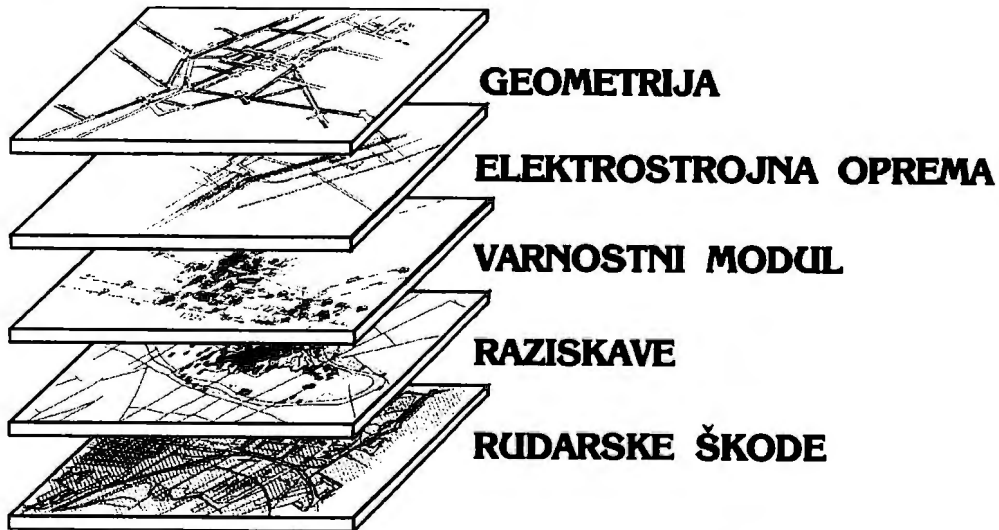 GEOMETRIJA
ELEKTROSTROJNA OPREMA
VARNOSTNI MODUL
RAZISKAVE
RUDARSKE ŠKODE